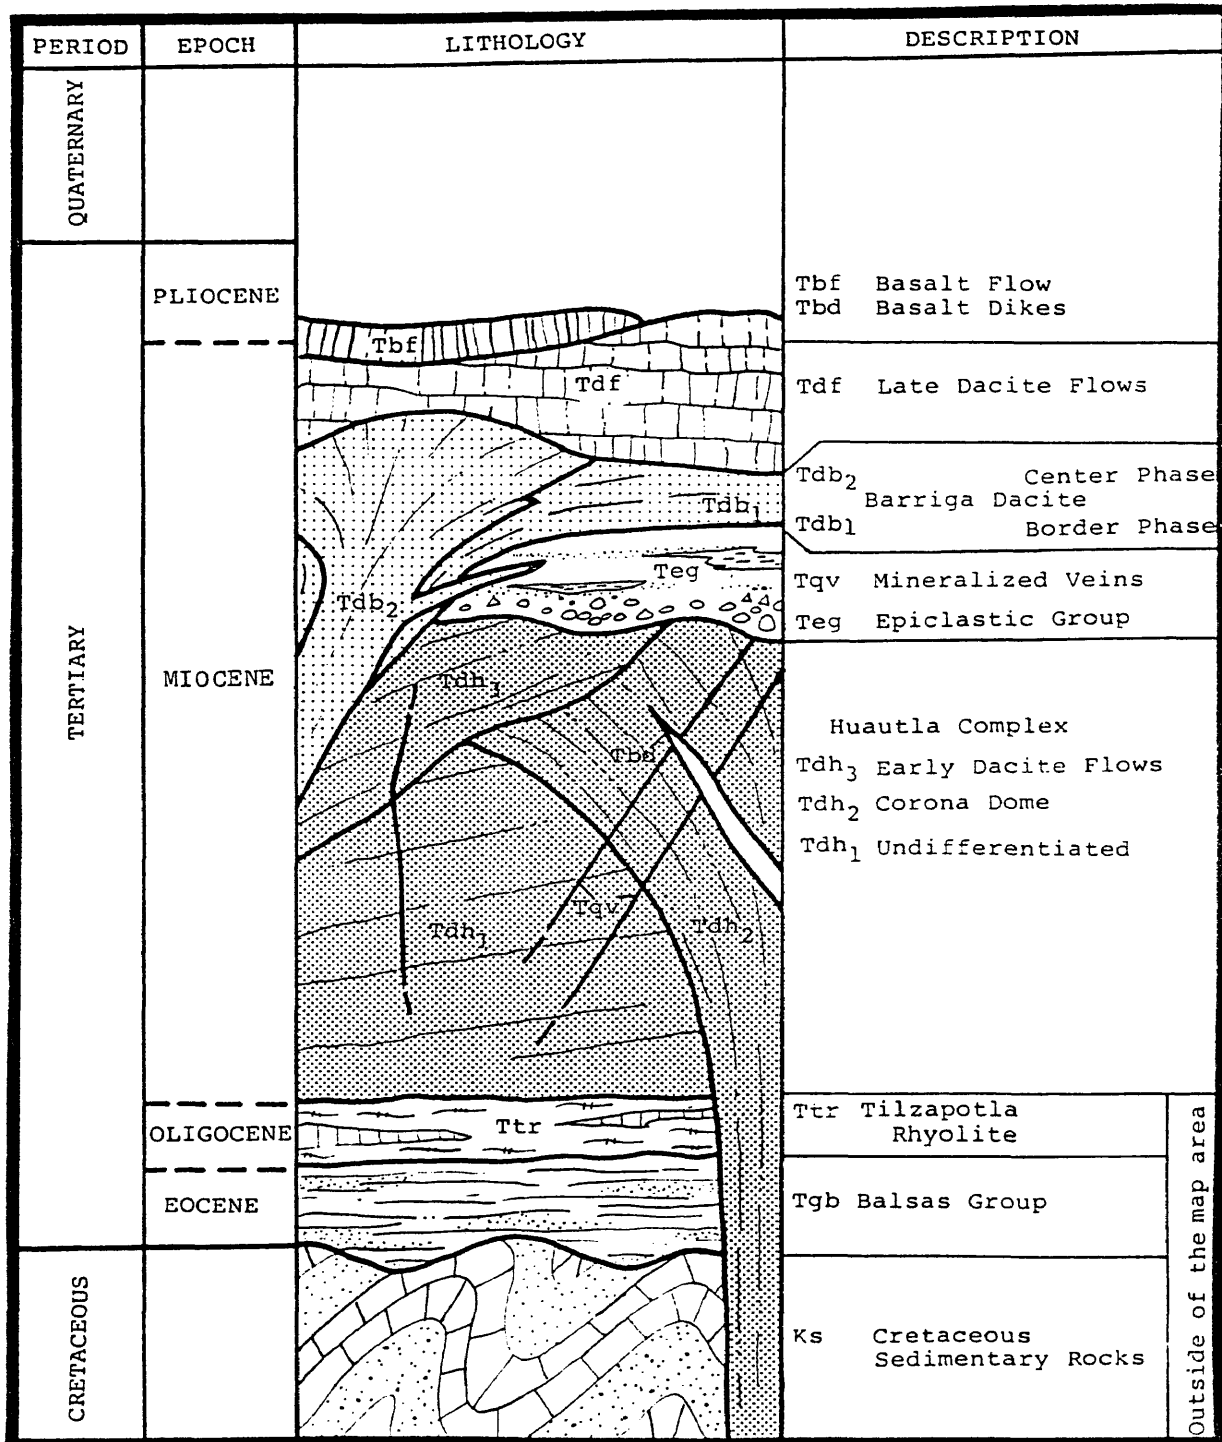 PERIOD EPOCH LITHOLOGY DESCRIPTION
QUATERNARY
TERTIARY
CRETACEOUS
PLIOCENE
MIOCENE
OLIGOCENE
EOCENE
Tbf
Tdf
Tdb1
Teg
Tdb2
Tdh3
Tbd
Tqv
Tdh1
Tdh2
Ttr
Tbf Basalt Flow
Tbd Basalt Dikes
Tdf Late Dacite Flows
Tdb2 Center Phase
Barriga Dacite
Tdb1 Border Phase
Tqv Mineralized Veins
Teg Epiclastic Group
Huautla Complex
Tdh3 Early Dacite Flows
Tdh2 Corona Dome
Tdh1 Undifferentiated
Ttr Tilzapotla
Rhyolite
Tgb Balsas Group
Ks Cretaceous
Sedimentary Rocks
Outside of the map area